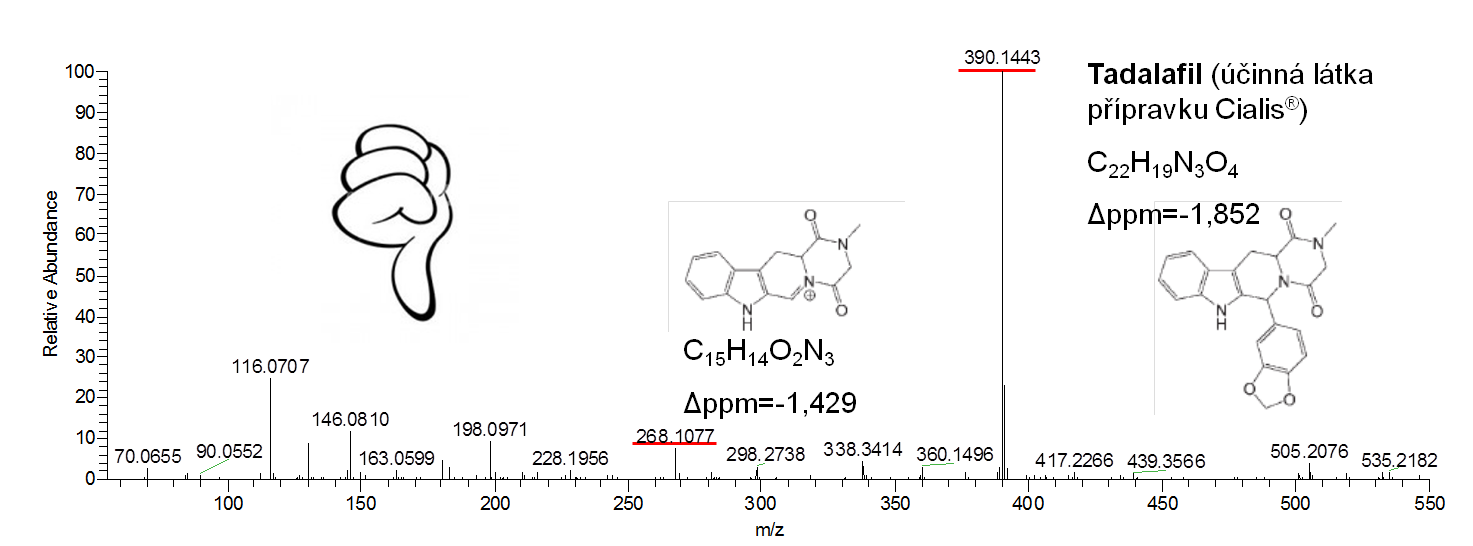 390.1443
Tadalafil (účinná látka
přípravku Cialis®)
C22H19N3O4
Δppm=-1,852
O
N
N
O
N
H
O
O
O
N
N
⊕
O
N
H
C15H14O2N3
Δppm=-1,429
Relative Abundance
100
90
80
70
60
50
40
30
20
10
0
116.0707
146.0810
198.0971
268.1077
70.0655
90.0552
163.0599
228.1956
298.2738
338.3414
360.1496
417.2266
439.3566
505.2076
535.2182
100
150
200
250
300
350
400
450
500
550
m/z